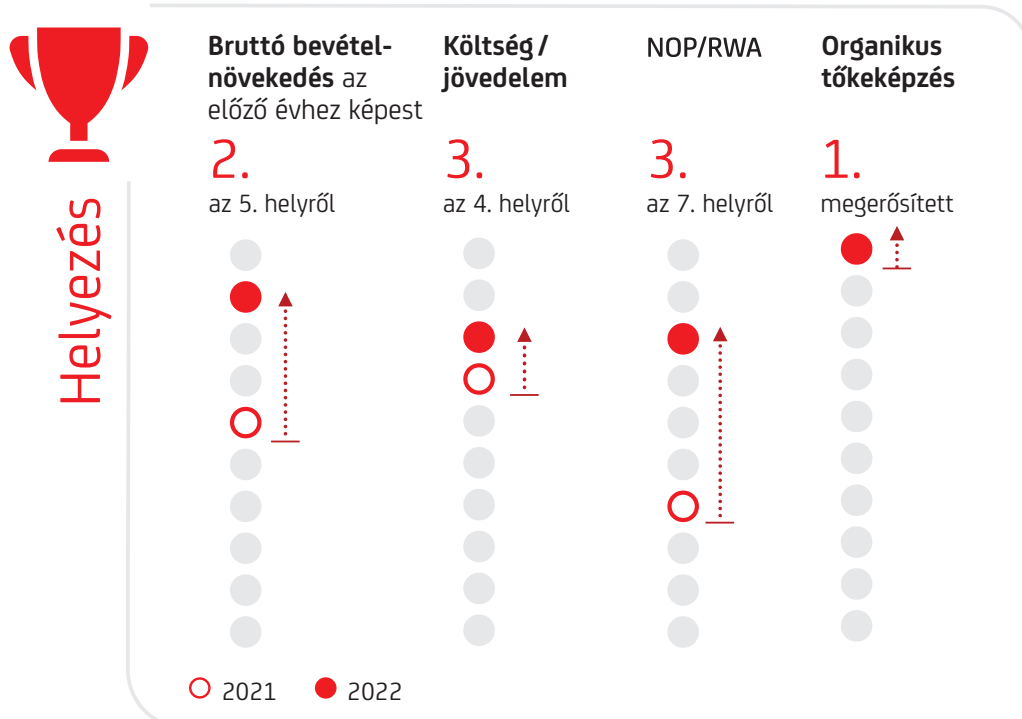 Helyezés
Bruttó bevétel-
növekedés az
előző évhez képest
2.
az 5. helyről
Költség /
jövedelem
3.
az 4. helyről
NOP/RWA
3.
az 7. helyről
Organikus
tőkeképzés
1.
megerősített
2021
2022